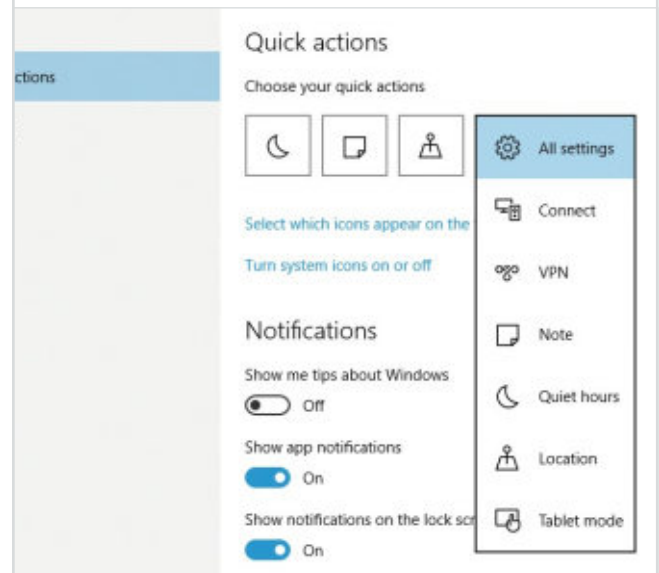 Quick actions
ctions
Choose your quick actions
All settings
Connect
Select which icons appear on the
Turn system icons on or off
VPN
Notifications
Note
Show me tips about Windows
Off
Quiet hours
Show app notifications
On
Location
Show notifications on the lock scr
Tablet mode
On